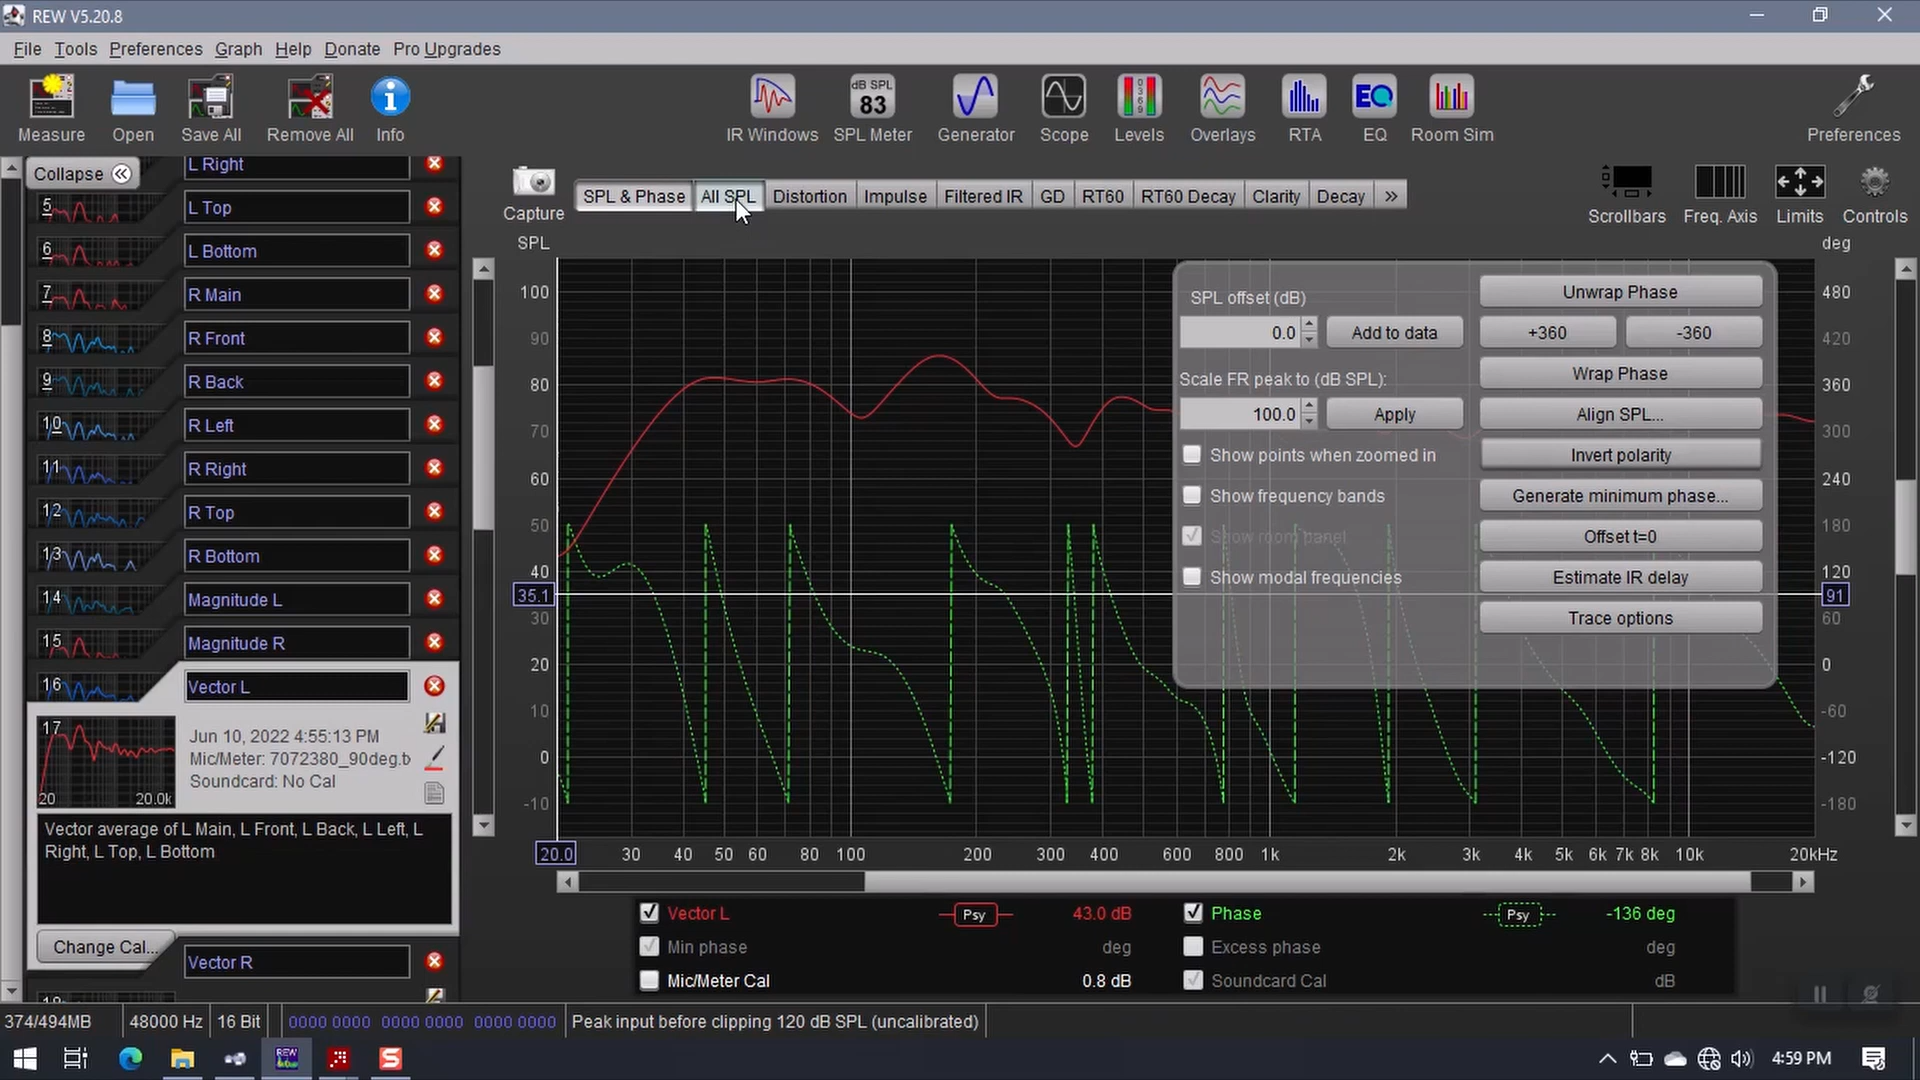 REW V5.20.8
File Tools Preferences Graph Help Donate Pro Upgrades
dB SPL
83
EQ
Measure Open Save All Remove All Info IR Windows SPL Meter Generator Scope Levels Overlays RTA EQ Room Sim Preferences
Collapse
L Right
5 L Top
6 L Bottom
7 R Main
8 R Front
9 R Back
10 R Left
11 R Right
12 R Top
13 R Bottom
14 Magnitude L
15 Magnitude R
16 Vector L
17
20 20.0k
Jun 10, 2022 4:55:13 PM
Mic/Meter: 7072380_90deg.t
Soundcard: No Cal
Vector average of L Main, L Front, L Back, L Left, L
Right, L Top, L Bottom
Change Cal...
Vector R
Capture
SPL & Phase All SPL Distortion Impulse Filtered IR GD RT60 RT60 Decay Clarity Decay »
Scrollbars Freq. Axis Limits Controls
SPL
deg
100
90
80
70
60
50
40
35.1
30
20
10
0
-10
480
420
360
300
240
180
120
91
60
0
-60
-120
-180
SPL offset (dB)
0.0 Add to data
Scale FR peak to (dB SPL):
100.0 Apply
Show points when zoomed in
Show frequency bands
Show room panel
Show modal frequencies
Unwrap Phase
+360 -360
Wrap Phase
Align SPL...
Invert polarity
Generate minimum phase...
Offset t=0
Estimate IR delay
Trace options
20.0 30 40 50 60 80 100 200 300 400 600 800 1k 2k 3k 4k 5k 6k 7k 8k 10k 20kHz
Vector L Psy 43.0 dB Phase Psy -136 deg
Min phase deg Excess phase deg
Mic/Meter Cal 0.8 dB Soundcard Cal dB
374/494MB 48000 Hz 16 Bit 0000 0000 0000 0000 0000 0000 Peak input before clipping 120 dB SPL (uncalibrated)
REW
S
4:59 PM